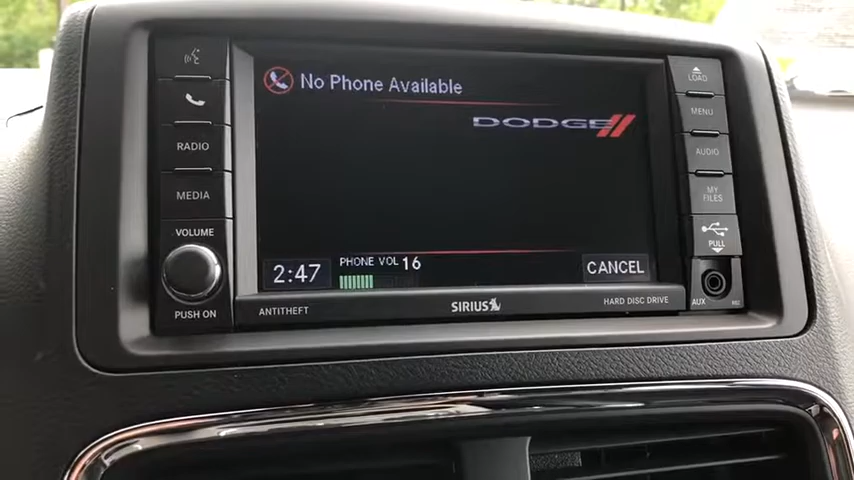 No Phone Available
DODGE
RADIO
MEDIA
VOLUME
PUSH ON
LOAD
MENU
AUDIO
MY
FILES
PULL
AUX
2:47
PHONE VOL 16
CANCEL
ANTITHEFT
SIRIUS
HARD DISC DRIVE